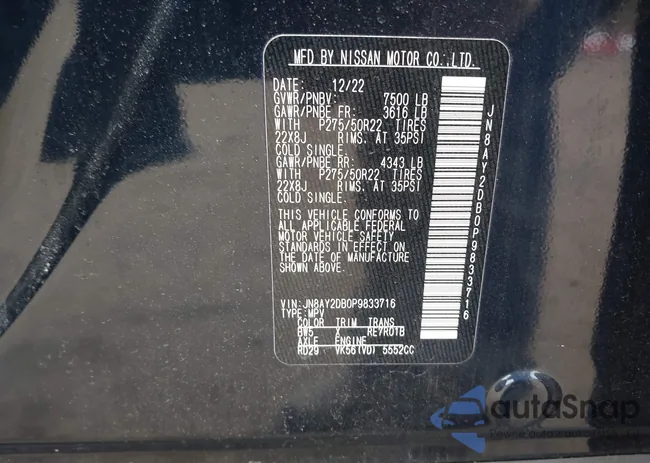 MFD BY NISSAN MOTOR CO.,LTD.
DATE: 12/22
GVWR/PNBV: 7500 LB
GAWR/PNBE FR: 3616 LB
WITH P275/50R22 TIRES
22X8J RIMS. AT 35PSI
COLD SINGLE.
GAWR/PNBE RR: 4343 LB
WITH P275/50R22 TIRES
22X8J RIMS. AT 35PSI
COLD SINGLE.
THIS VEHICLE CONFORMS TO
ALL APPLICABLE FEDERAL
MOTOR VEHICLE SAFETY
STANDARDS IN EFFECT ON
THE DATE OF MANUFACTURE
SHOWN ABOVE.
VIN: JN8AY2DB0P9833716
TYPE: MPV
COLOR TRIM TRANS
BW5 X RE7R01B
AXLE ENGINE
RD29 VK56(VD) 5552CC
JN8AY2DB0P9833716
autaSnap